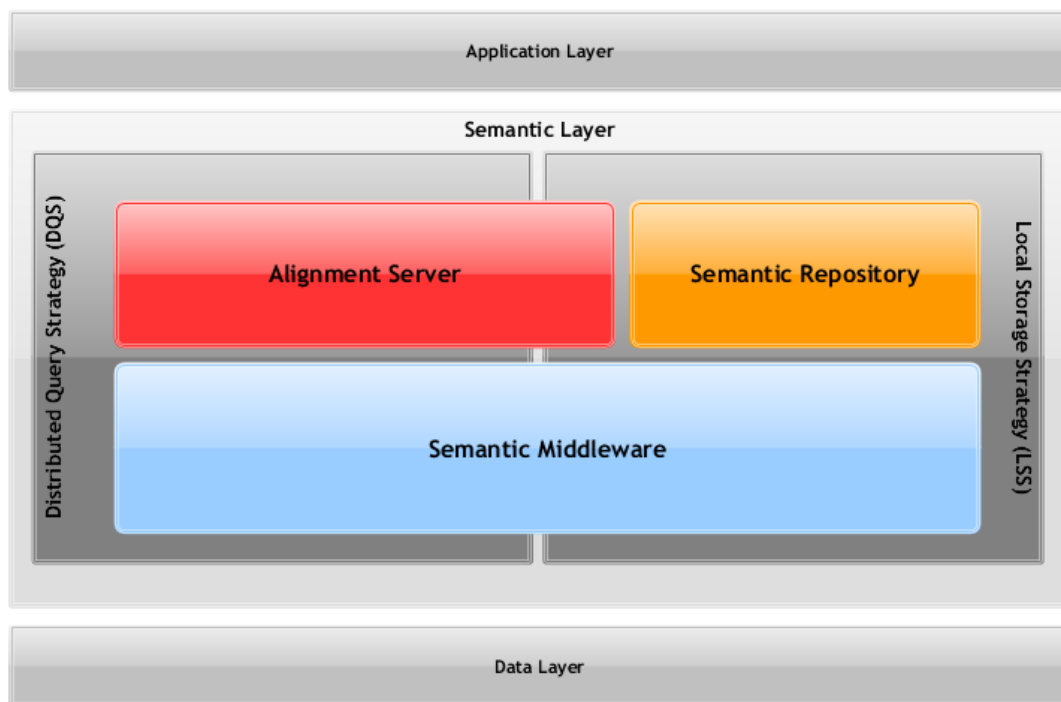 Application Layer
Semantic Layer
Distributed Query Strategy (DQS)
Alignment Server
Semantic Repository
Local Storage Strategy (LSS)
Semantic Middleware
Data Layer